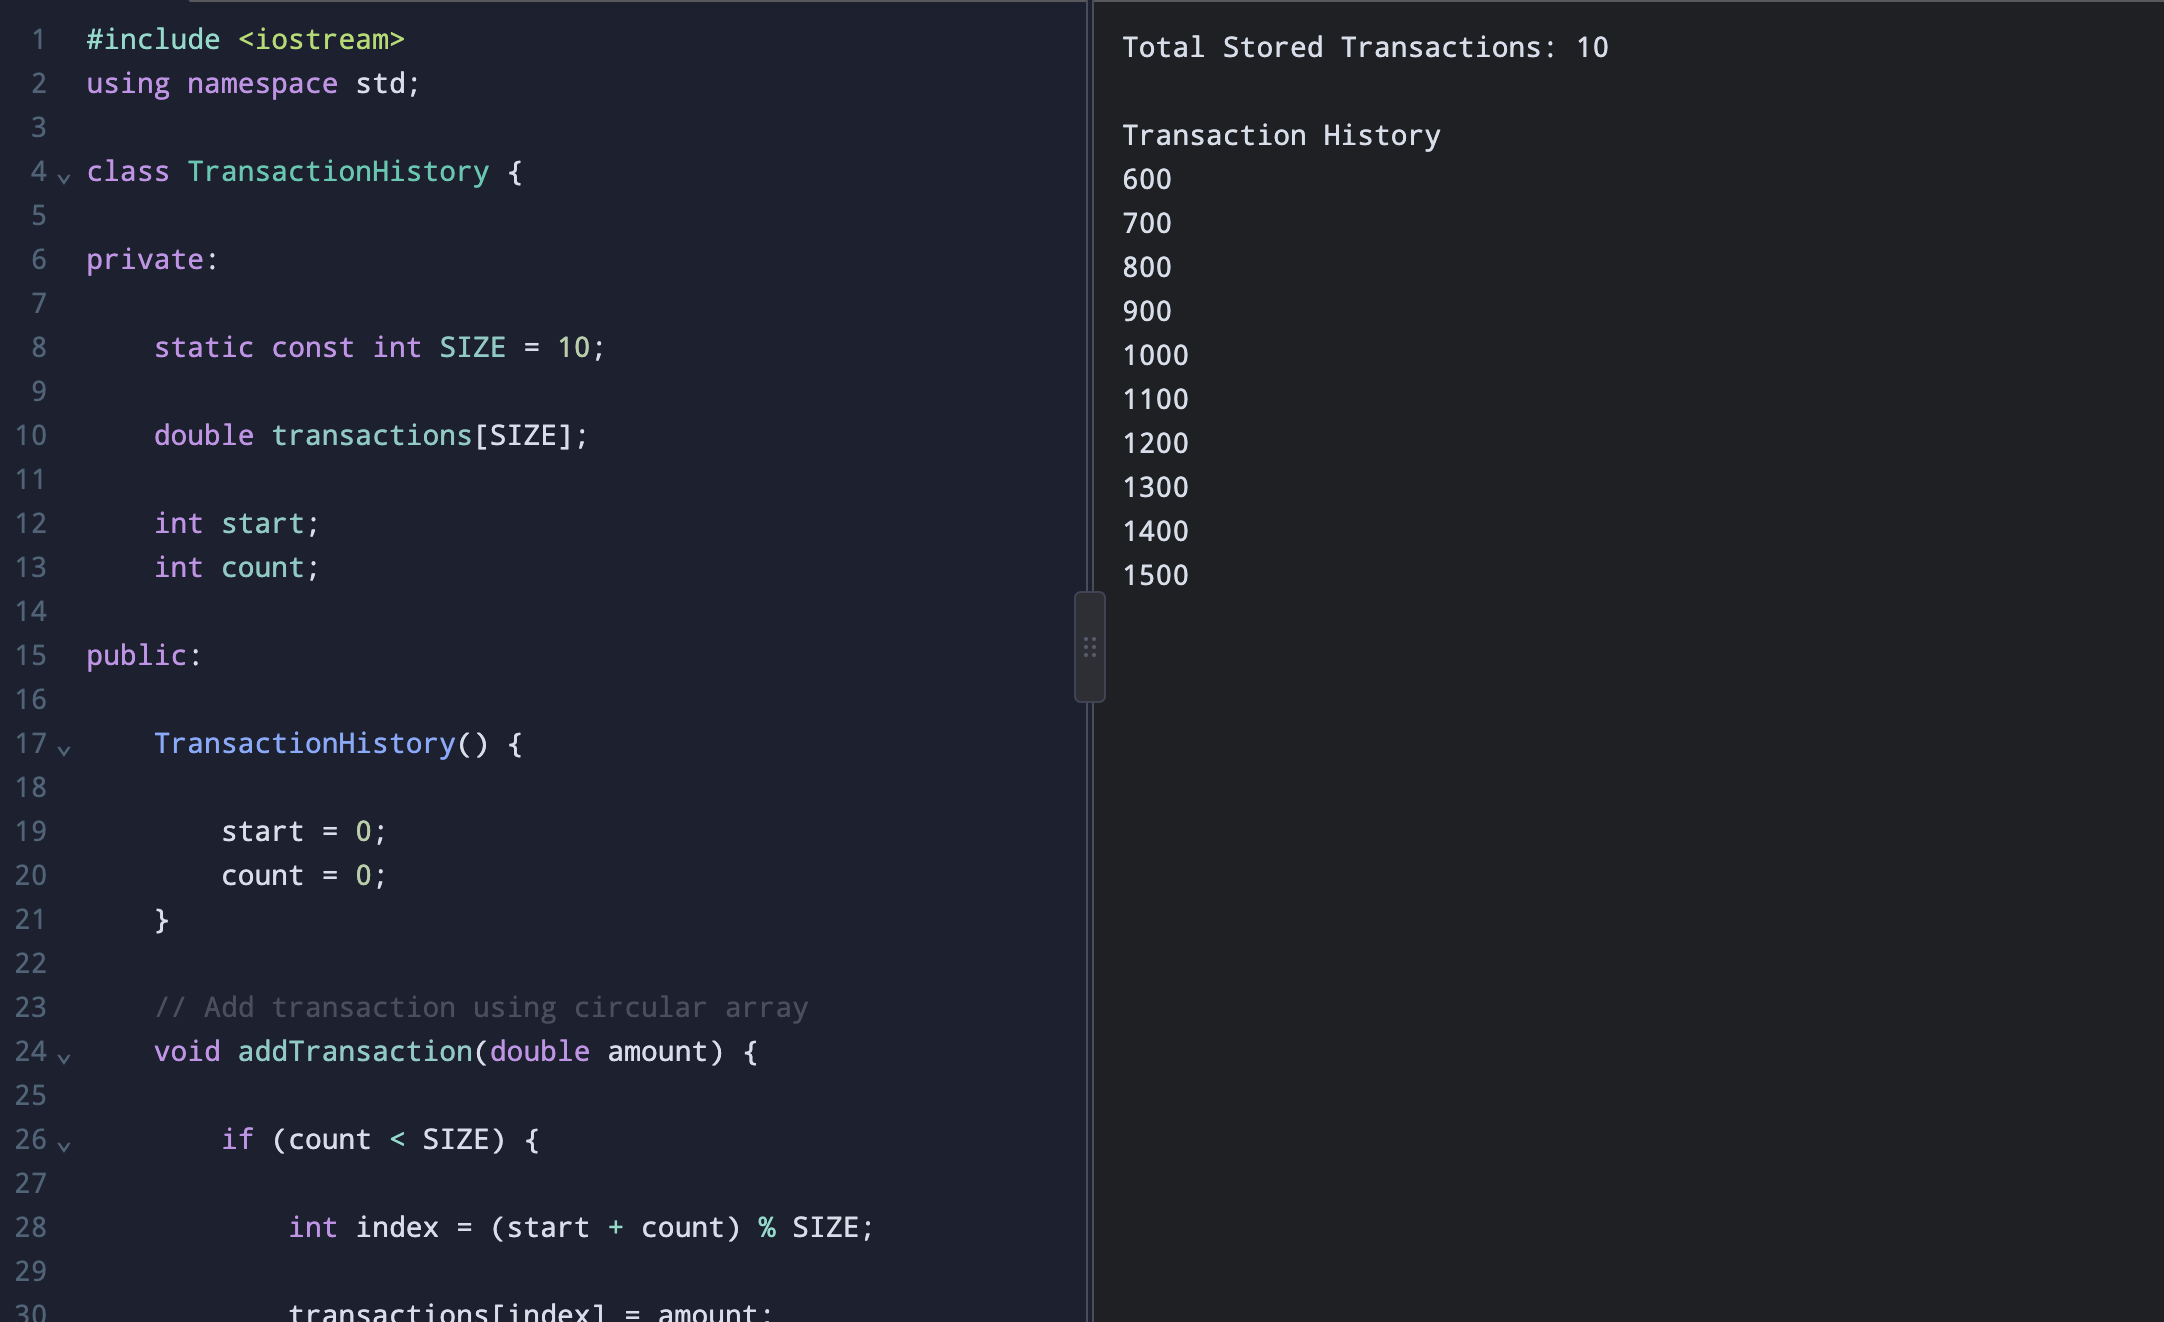 1 #include <iostream>
2 using namespace std;
3
4 class TransactionHistory {
5
6 private:
7
8     static const int SIZE = 10;
9
10     double transactions[SIZE];
11
12     int start;
13     int count;
14
15 public:
16
17     TransactionHistory() {
18
19         start = 0;
20         count = 0;
21     }
22
23     // Add transaction using circular array
24     void addTransaction(double amount) {
25
26         if (count < SIZE) {
27
28             int index = (start + count) % SIZE;
29
30             transactions[index] = amount;
Total Stored Transactions: 10

Transaction History
600
700
800
900
1000
1100
1200
1300
1400
1500